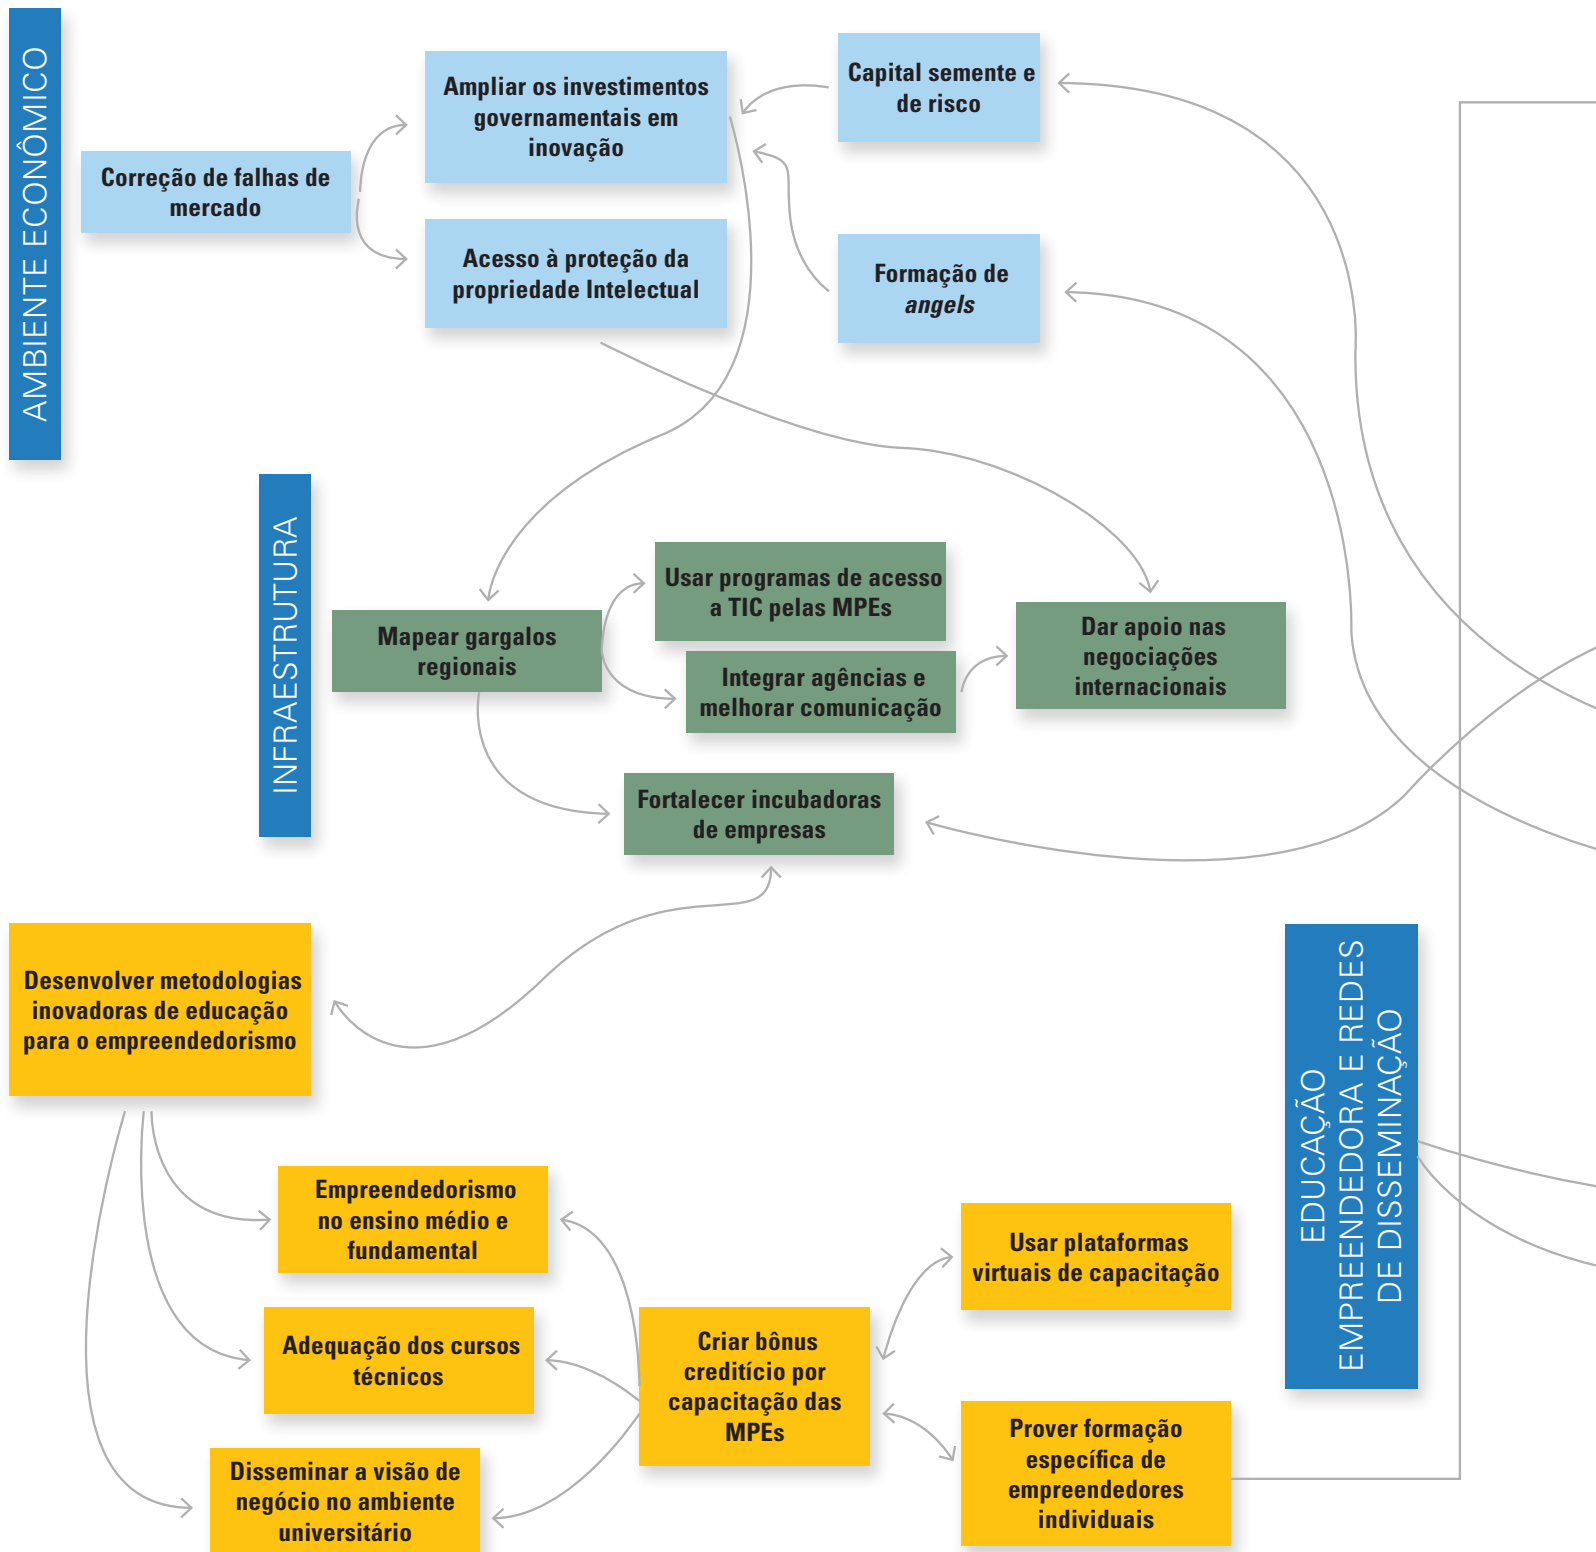 AMBIENTE ECONÔMICO
Correção de falhas de
mercado
Ampliar os investimentos
governamentais em
inovação
Acesso à proteção da
propriedade Intelectual
Capital semente e
de risco
Formação de
angels
INFRAESTRUTURA
Mapear gargalos
regionais
Usar programas de acesso
a TIC pelas MPEs
Integrar agências e
melhorar comunicação
Dar apoio nas
negociações
internacionais
Fortalecer incubadoras
de empresas
Desenvolver metodologias
inovadoras de educação
para o empreendedorismo
EDUCAÇÃO
EMPREENDEDORA E REDES
DE DISSEMINAÇÃO
Empreendedorismo
no ensino médio e
fundamental
Adequação dos cursos
técnicos
Disseminar a visão de
negócio no ambiente
universitário
Criar bônus
creditício por
capacitação das
MPEs
Usar plataformas
virtuais de capacitação
Prover formação
específica de
empreendedores
individuais